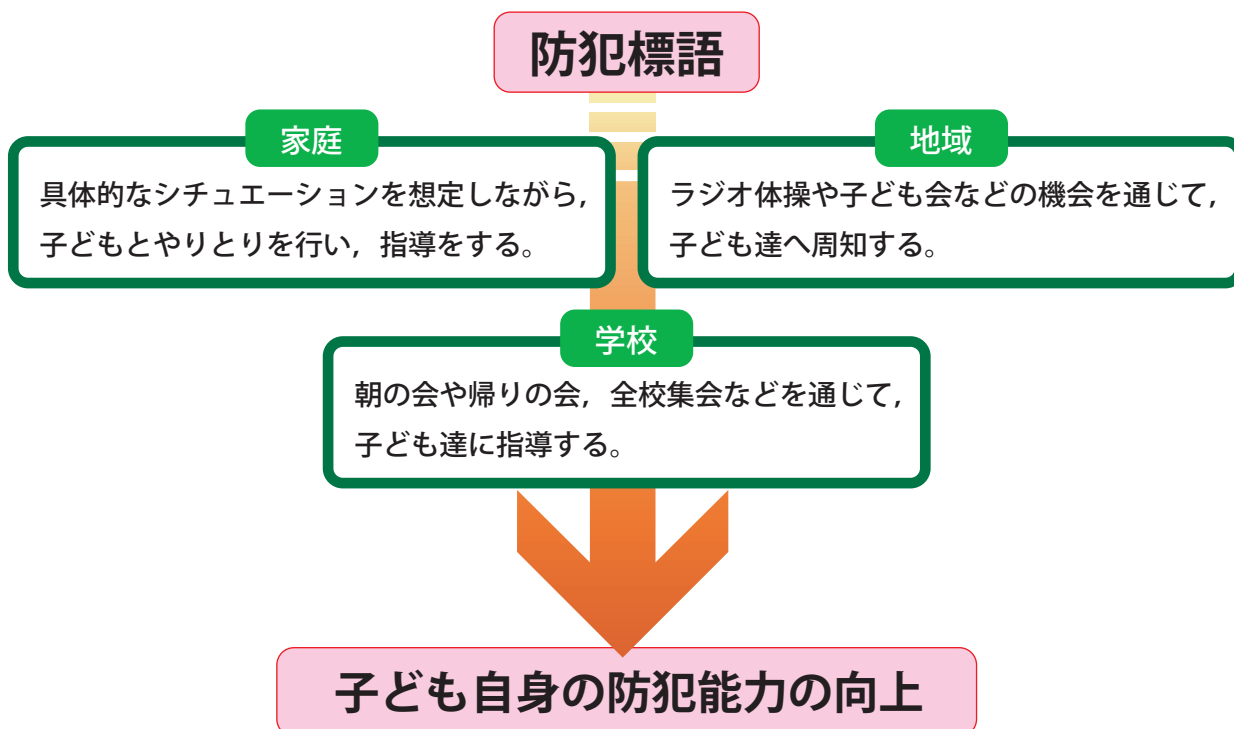 防犯標語
家庭
具体的なシチュエーションを想定しながら，
子どもとやりとりを行い，指導をする。
地域
ラジオ体操や子ども会などの機会を通じて，
子ども達へ周知する。
学校
朝の会や帰りの会，全校集会などを通じて，
子ども達に指導する。
子ども自身の防犯能力の向上